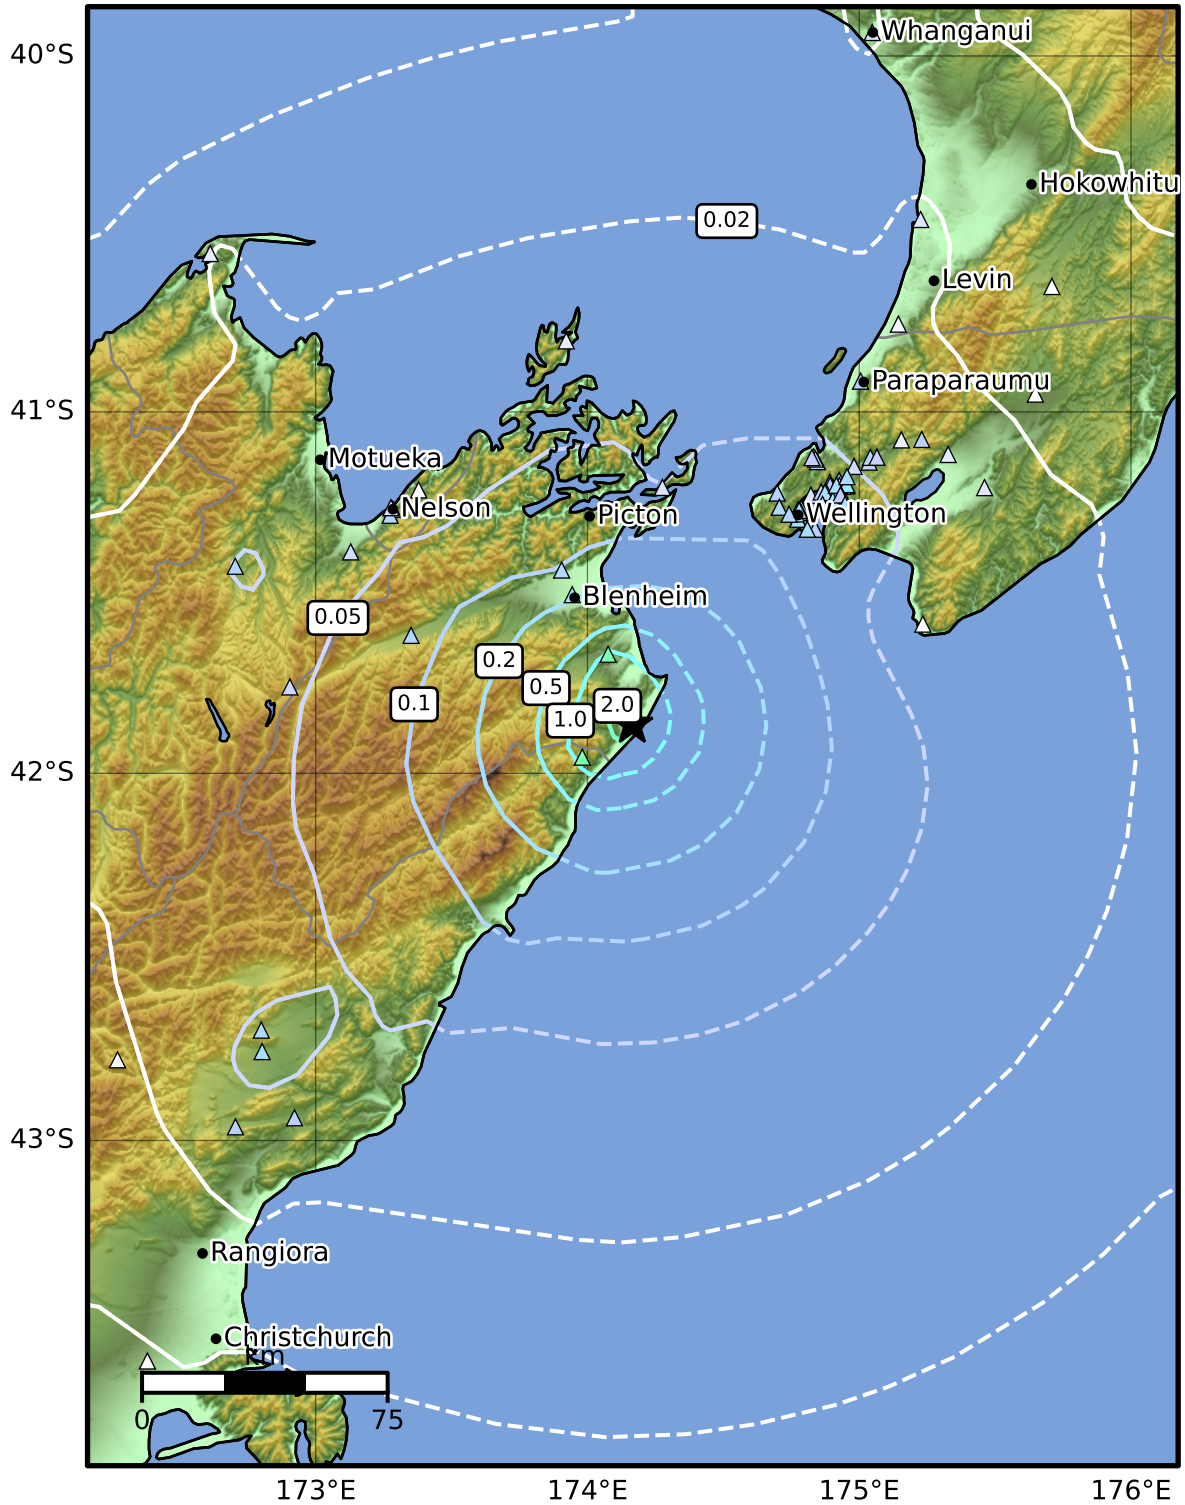 Whanganui
40°S
Hokowhitu
0.02
Levin
Paraparaumu
41°S
Motueka
Nelson
Picton
Wellington
Blenheim
0.05
0.2
0.5
0.1
2.0
1.0
42°S
43°S
Rangiora
Christchurch
km
0
75
173°E
174°E
175°E
176°E